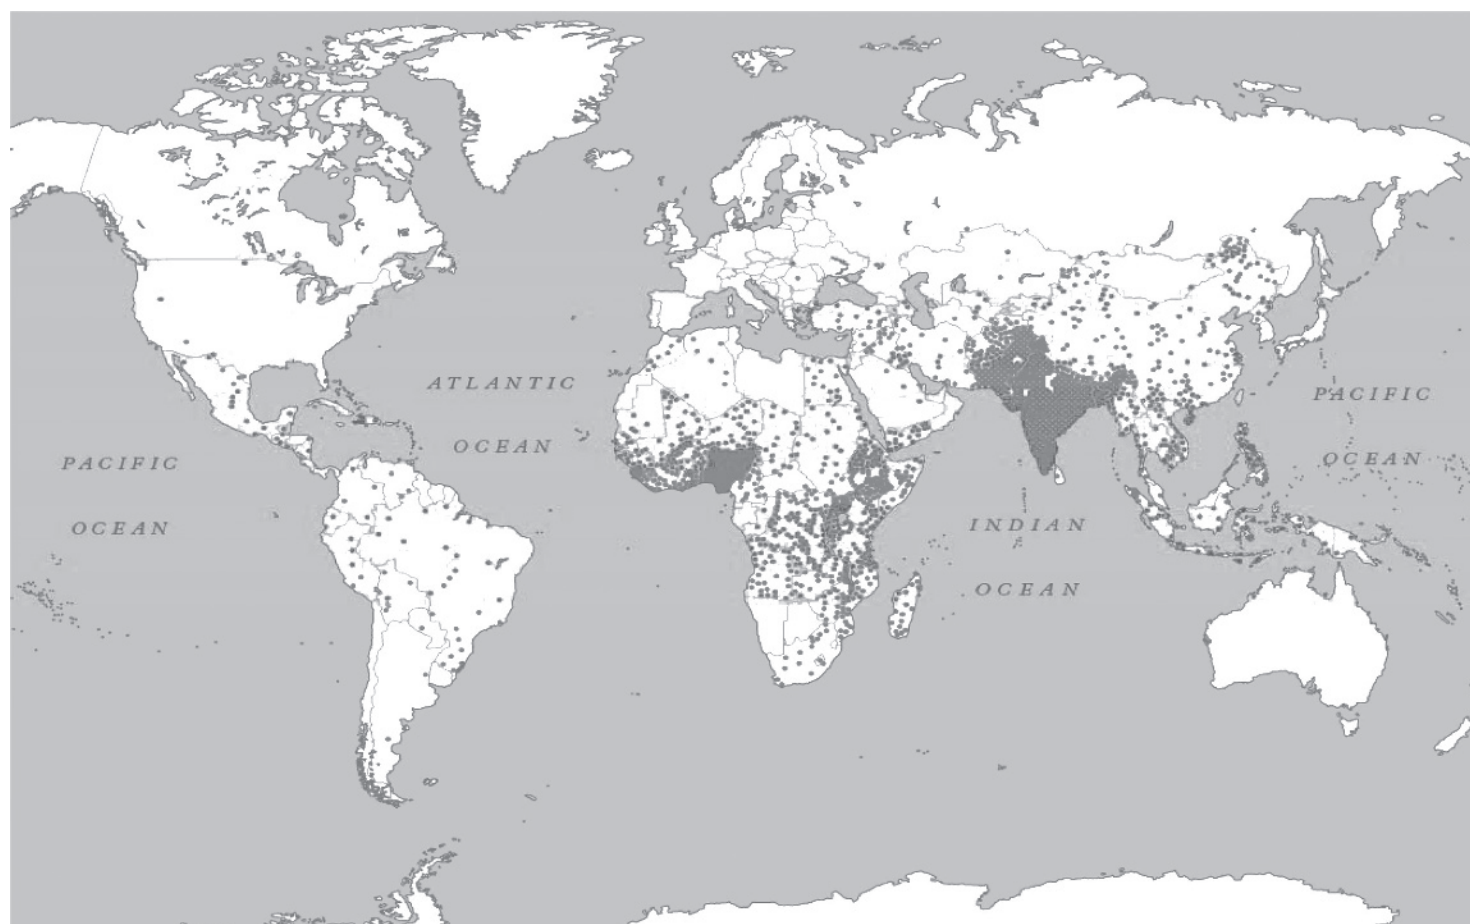 ATLANTIC
OCEAN
PACIFIC
OCEAN
PACIFIC
OCEAN
INDIAN
OCEAN